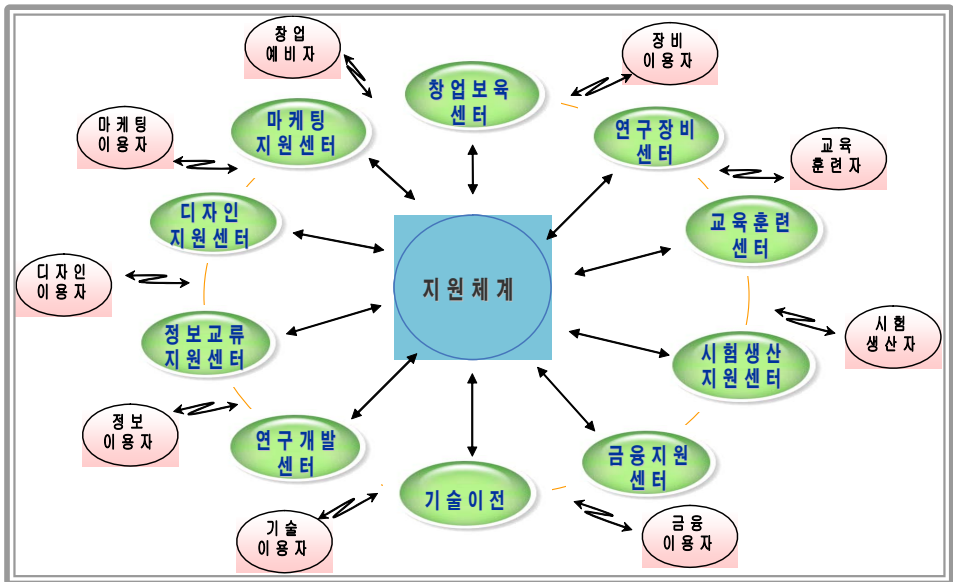 창업
예비자
장비
이용자
창업보육
센터
마케팅
지원센터
연구장비
센터
마케팅
이용자
교육
훈련자
디자인
지원센터
교육훈련
센터
지원체계
디자인
이용자
정보교류
지원센터
시험
생산자
시험생산
지원센터
정보
이용자
연구개발
센터
금융지원
센터
기술이전
기술
이용자
금융
이용자